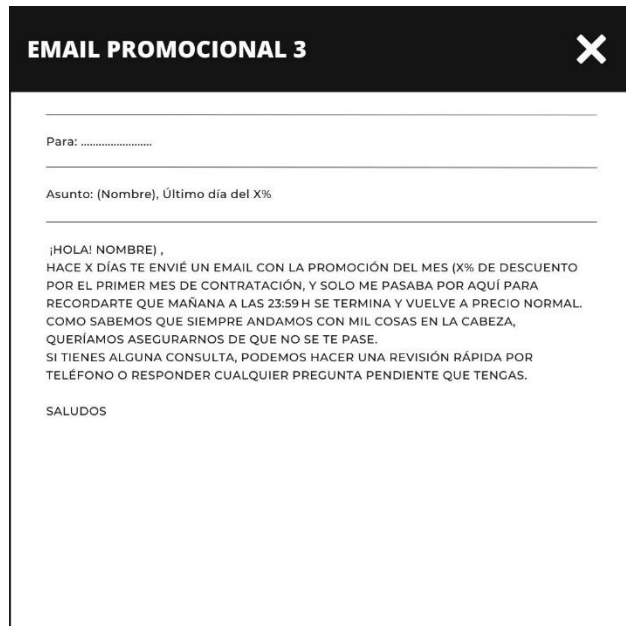 EMAIL PROMOCIONAL 3
Para: ........................
Asunto: (Nombre), Último día del X%
¡HOLA! NOMBRE) ,
HACE X DÍAS TE ENVIÉ UN EMAIL CON LA PROMOCIÓN DEL MES (X% DE DESCUENTO
POR EL PRIMER MES DE CONTRATACIÓN, Y SOLO ME PASABA POR AQUÍ PARA
RECORDARTE QUE MAÑANA A LAS 23:59 H SE TERMINA Y VUELVE A PRECIO NORMAL.
COMO SABEMOS QUE SIEMPRE ANDAMOS CON MIL COSAS EN LA CABEZA,
QUERÍAMOS ASEGURARNOS DE QUE NO SE TE PASE.
SI TIENES ALGUNA CONSULTA, PODEMOS HACER UNA REVISIÓN RÁPIDA POR
TELÉFONO O RESPONDER CUALQUIER PREGUNTA PENDIENTE QUE TENGAS.
SALUDOS